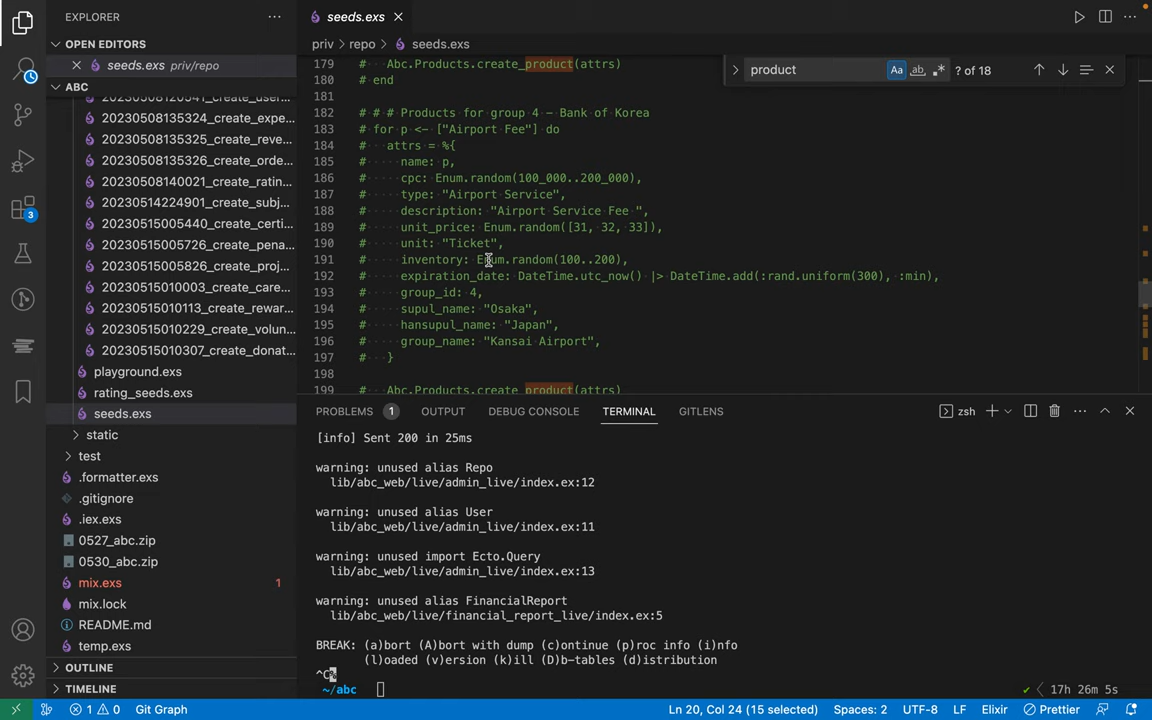 EXPLORER
OPEN EDITORS
seeds.exs priv/repo
ABC
20230508120541_create_user...
20230508135324_create_expe...
20230508135325_create_reve...
20230508135326_create_orde...
20230508140021_create_ratin...
20230514224901_create_subj...
20230515005440_create_certi...
20230515005726_create_pena...
20230515005826_create_proj...
20230515010003_create_care...
20230515010113_create_rewar...
20230515010229_create_volun...
20230515010307_create_donat...
playground.exs
rating_seeds.exs
seeds.exs
static
test
.formatter.exs
.gitignore
.iex.exs
0527_abc.zip
0530_abc.zip
mix.exs 1
mix.lock
README.md
temp.exs
OUTLINE
TIMELINE
3
seeds.exs
priv > repo > seeds.exs
product Aa ab .* ? of 18
179 # Abc.Products.create_product(attrs)
180 # end
181
182 # # # Products for group 4 - Bank of Korea
183 # for p <- ["Airport Fee"] do
184 # attrs = %{
185 # name: p,
186 # cpc: Enum.random(100_000..200_000),
187 # type: "Airport Service",
188 # description: "Airport Service Fee ",
189 # unit_price: Enum.random([31, 32, 33]),
190 # unit: "Ticket",
191 # inventory: Enum.random(100..200),
192 # expiration_date: DateTime.utc_now() |> DateTime.add(:rand.uniform(300), :min),
193 # group_id: 4,
194 # supul_name: "Osaka",
195 # hansupul_name: "Japan",
196 # group_name: "Kansai Airport",
197 # }
198
199 # Abc.Products.create_product(attrs)
PROBLEMS 1 OUTPUT DEBUG CONSOLE TERMINAL GITLENS zsh
[info] Sent 200 in 25ms
warning: unused alias Repo
lib/abc_web/live/admin_live/index.ex:12
warning: unused alias User
lib/abc_web/live/admin_live/index.ex:11
warning: unused import Ecto.Query
lib/abc_web/live/admin_live/index.ex:13
warning: unused alias FinancialReport
lib/abc_web/live/financial_report_live/index.ex:5
BREAK: (a)bort (A)bort with dump (c)ontinue (p)roc info (i)nfo
(l)oaded (v)ersion (k)ill (D)b-tables (d)istribution
^C%
~/abc 17h 26m 5s
1 0 Git Graph Ln 20, Col 24 (15 selected) Spaces: 2 UTF-8 LF Elixir Prettier